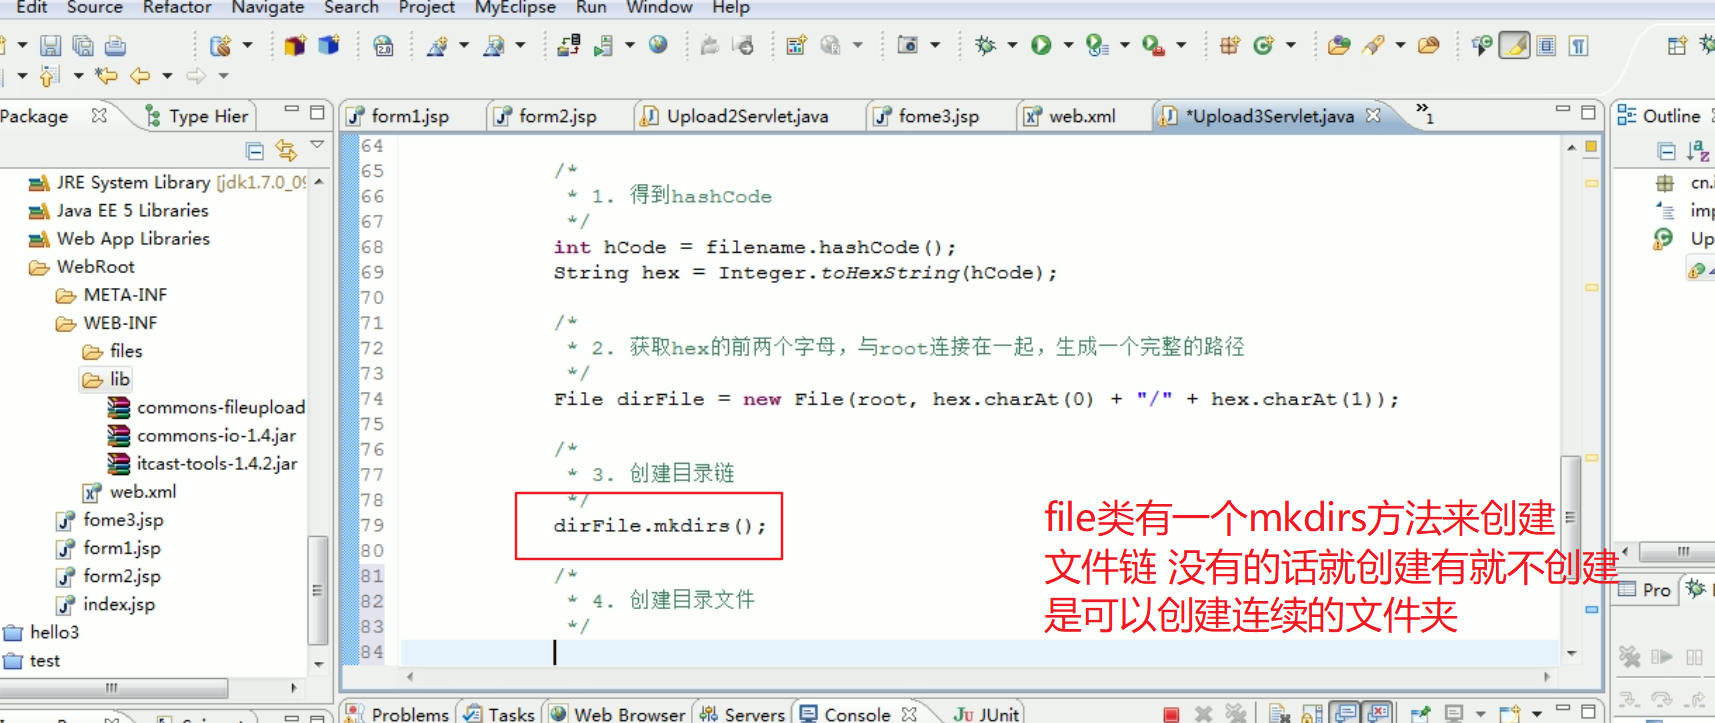 Edit Source Refactor Navigate Search Project MyEclipse Run Window Help
Package Type Hier
form1.jsp form2.jsp Upload2Servlet.java fome3.jsp web.xml *Upload3Servlet.java »1
Outline
JRE System Library [jdk1.7.0_05
Java EE 5 Libraries
Web App Libraries
WebRoot
META-INF
WEB-INF
files
lib
commons-fileupload
commons-io-1.4.jar
itcast-tools-1.4.2.jar
web.xml
fome3.jsp
form1.jsp
form2.jsp
index.jsp
hello3
test
64
65 /*
66 * 1. 得到hashCode
67 */
68 int hCode = filename.hashCode();
69 String hex = Integer.toHexString(hCode);
70
71 /*
72 * 2. 获取hex的前两个字母，与root连接在一起，生成一个完整的路径
73 */
74 File dirFile = new File(root, hex.charAt(0) + "/" + hex.charAt(1));
75
76 /*
77 * 3. 创建目录链
78 */
79 dirFile.mkdirs();
80
81 /*
82 * 4. 创建目录文件
83 */
84
file类有一个mkdirs方法来创建
文件链 没有的话就创建有就不创建
是可以创建连续的文件夹
cn.i
imp
Up
Pro
Problems Tasks Web Browser Servers Console JUnit